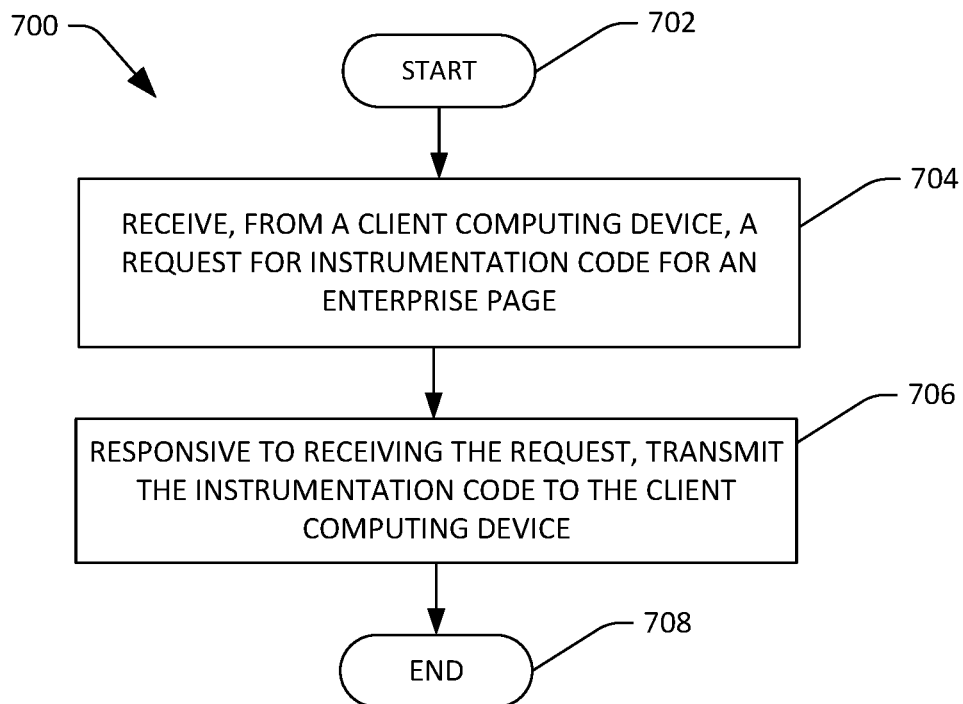 700
702
START
704
RECEIVE, FROM A CLIENT COMPUTING DEVICE, A
REQUEST FOR INSTRUMENTATION CODE FOR AN
ENTERPRISE PAGE
706
RESPONSIVE TO RECEIVING THE REQUEST, TRANSMIT
THE INSTRUMENTATION CODE TO THE CLIENT
COMPUTING DEVICE
708
END